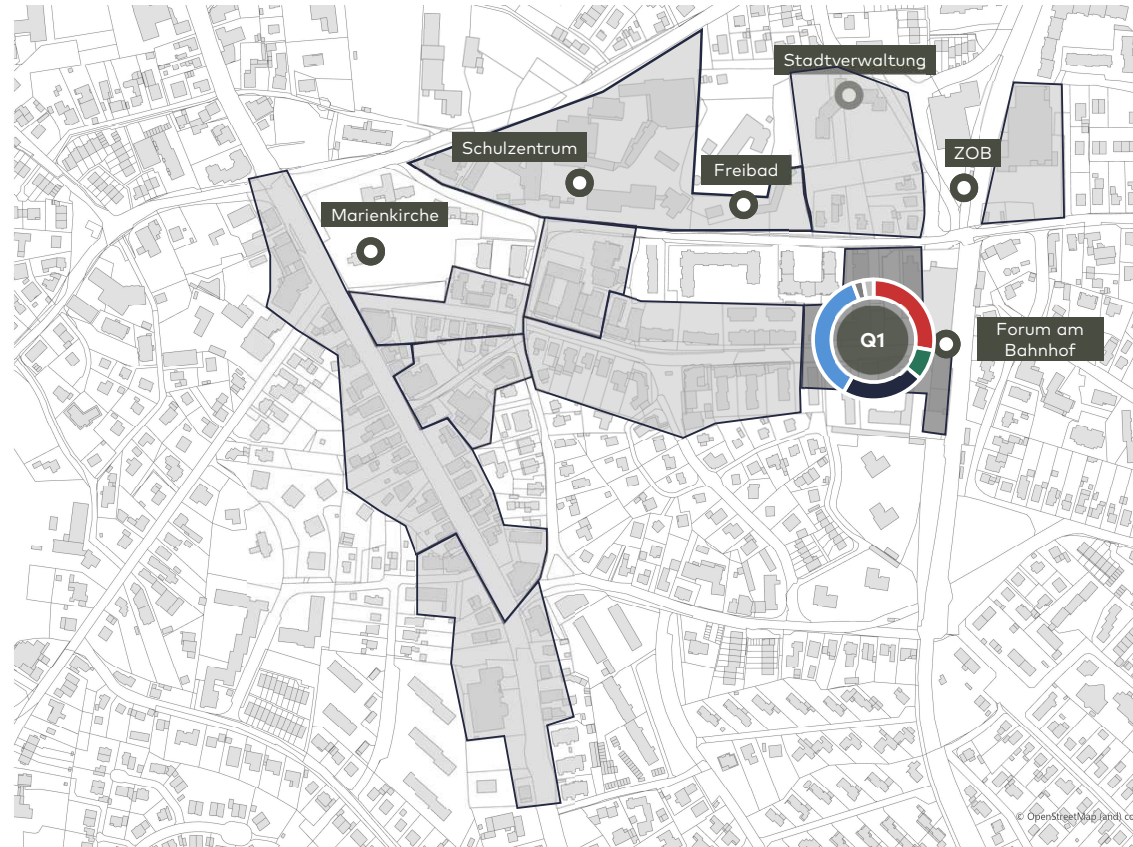 Stadtverwaltung
Schulzentrum
ZOB
Freibad
Marienkirche
Q1
Forum am
Bahnhof
© OpenStreetMap (and) co